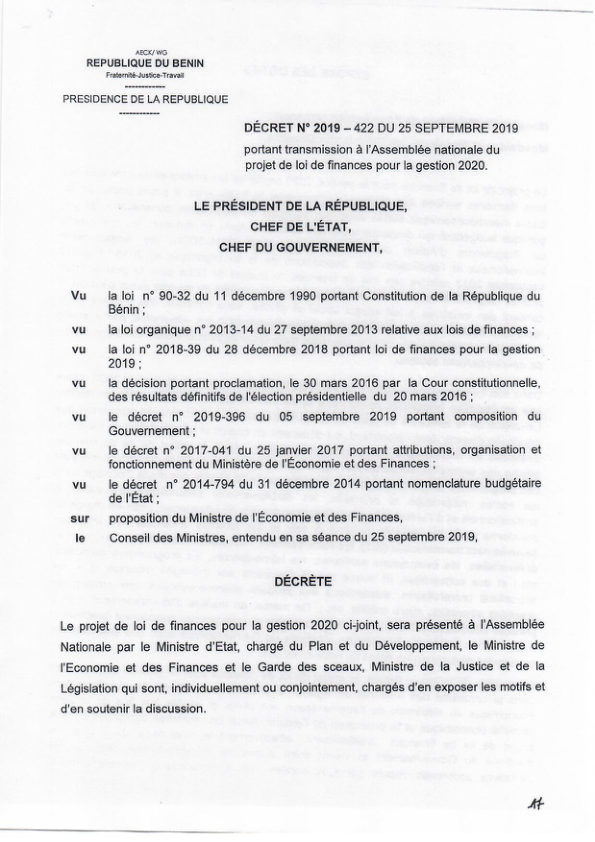 AECK/ WG
REPUBLIQUE DU BENIN
Fraternité-Justice-Travail
------------
PRESIDENCE DE LA REPUBLIQUE
------------
DÉCRET N° 2019 – 422 DU 25 SEPTEMBRE 2019
portant transmission à l'Assemblée nationale du
projet de loi de finances pour la gestion 2020.
LE PRÉSIDENT DE LA RÉPUBLIQUE,
CHEF DE L'ÉTAT,
CHEF DU GOUVERNEMENT,
Vu la loi n° 90-32 du 11 décembre 1990 portant Constitution de la République du
Bénin ;
vu la loi organique n° 2013-14 du 27 septembre 2013 relative aux lois de finances ;
vu la loi n° 2018-39 du 28 décembre 2018 portant loi de finances pour la gestion
2019 ;
vu la décision portant proclamation, le 30 mars 2016 par la Cour constitutionnelle,
des résultats définitifs de l'élection présidentielle du 20 mars 2016 ;
vu le décret n° 2019-396 du 05 septembre 2019 portant composition du
Gouvernement ;
vu le décret n° 2017-041 du 25 janvier 2017 portant attributions, organisation et
fonctionnement du Ministère de l'Économie et des Finances ;
vu le décret n° 2014-794 du 31 décembre 2014 portant nomenclature budgétaire
de l'État ;
sur proposition du Ministre de l'Économie et des Finances,
le Conseil des Ministres, entendu en sa séance du 25 septembre 2019,
DÉCRÈTE
Le projet de loi de finances pour la gestion 2020 ci-joint, sera présenté à l'Assemblée
Nationale par le Ministre d'Etat, chargé du Plan et du Développement, le Ministre de
l'Economie et des Finances et le Garde des sceaux, Ministre de la Justice et de la
Législation qui sont, individuellement ou conjointement, chargés d'en exposer les motifs et
d'en soutenir la discussion.